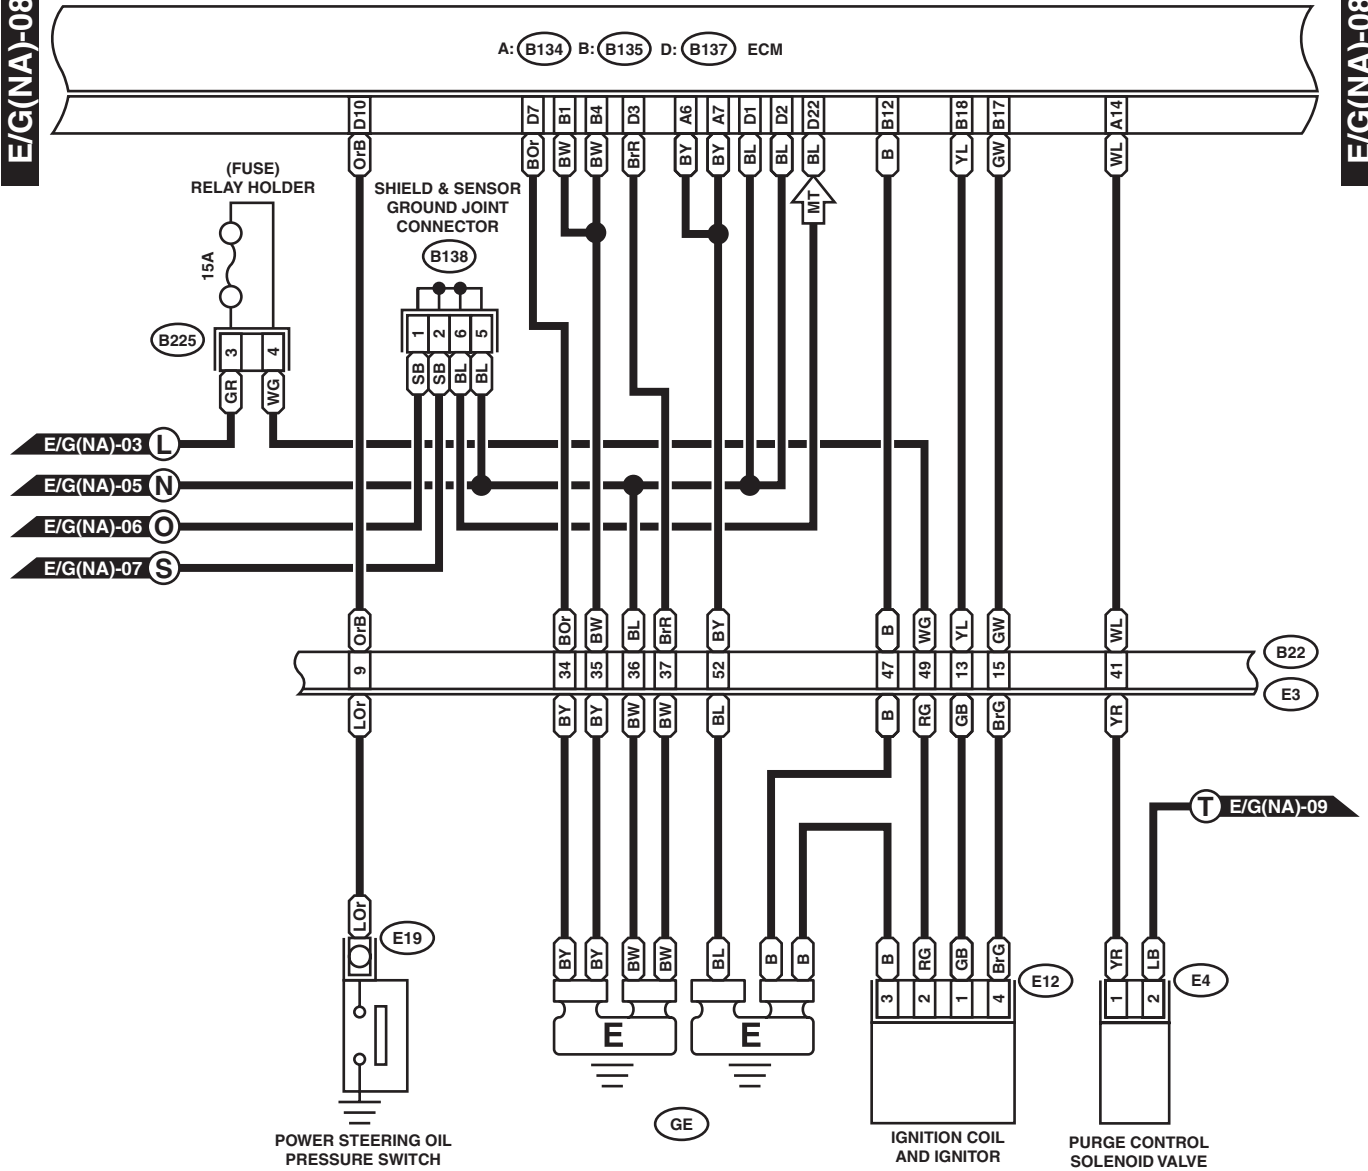 E/G(NA)-08
E/G(NA)-08
A: B134 B: B135 D: B137 ECM
D10 D7 B1 B4 D3 A6 A7 D1 D2 D22 B12 B18 B17 A14
OrB BOr BW BW BrR BY BY BL BL BL B YL GW WL
MT
(FUSE)
RELAY HOLDER
15A
B225
3 4
GR WG
SHIELD & SENSOR
GROUND JOINT
CONNECTOR
B138
1 2 6 5
SB SB BL BL
E/G(NA)-03 L
E/G(NA)-05 N
E/G(NA)-06 O
E/G(NA)-07 S
OrB BOr BW BL BrR BY B WG YL GW WL
9 34 35 36 37 52 47 49 13 15 41
B22
E3
LOr BY BY BW BW BL B RG GB BrG YR
T E/G(NA)-09
LOr
E19
BY BY BW BW BL B B B RG GB BrG YR LB
3 2 1 4
E12
1 2
E4
E E
GE
POWER STEERING OIL
PRESSURE SWITCH
IGNITION COIL
AND IGNITOR
PURGE CONTROL
SOLENOID VALVE